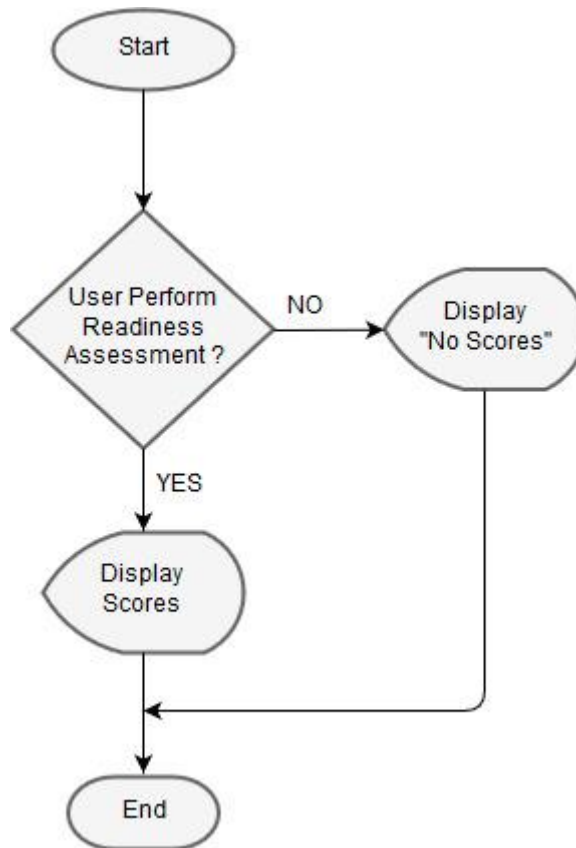 Start
User Perform
Readiness
Assessment ?
NO
Display
"No Scores"
YES
Display
Scores
End